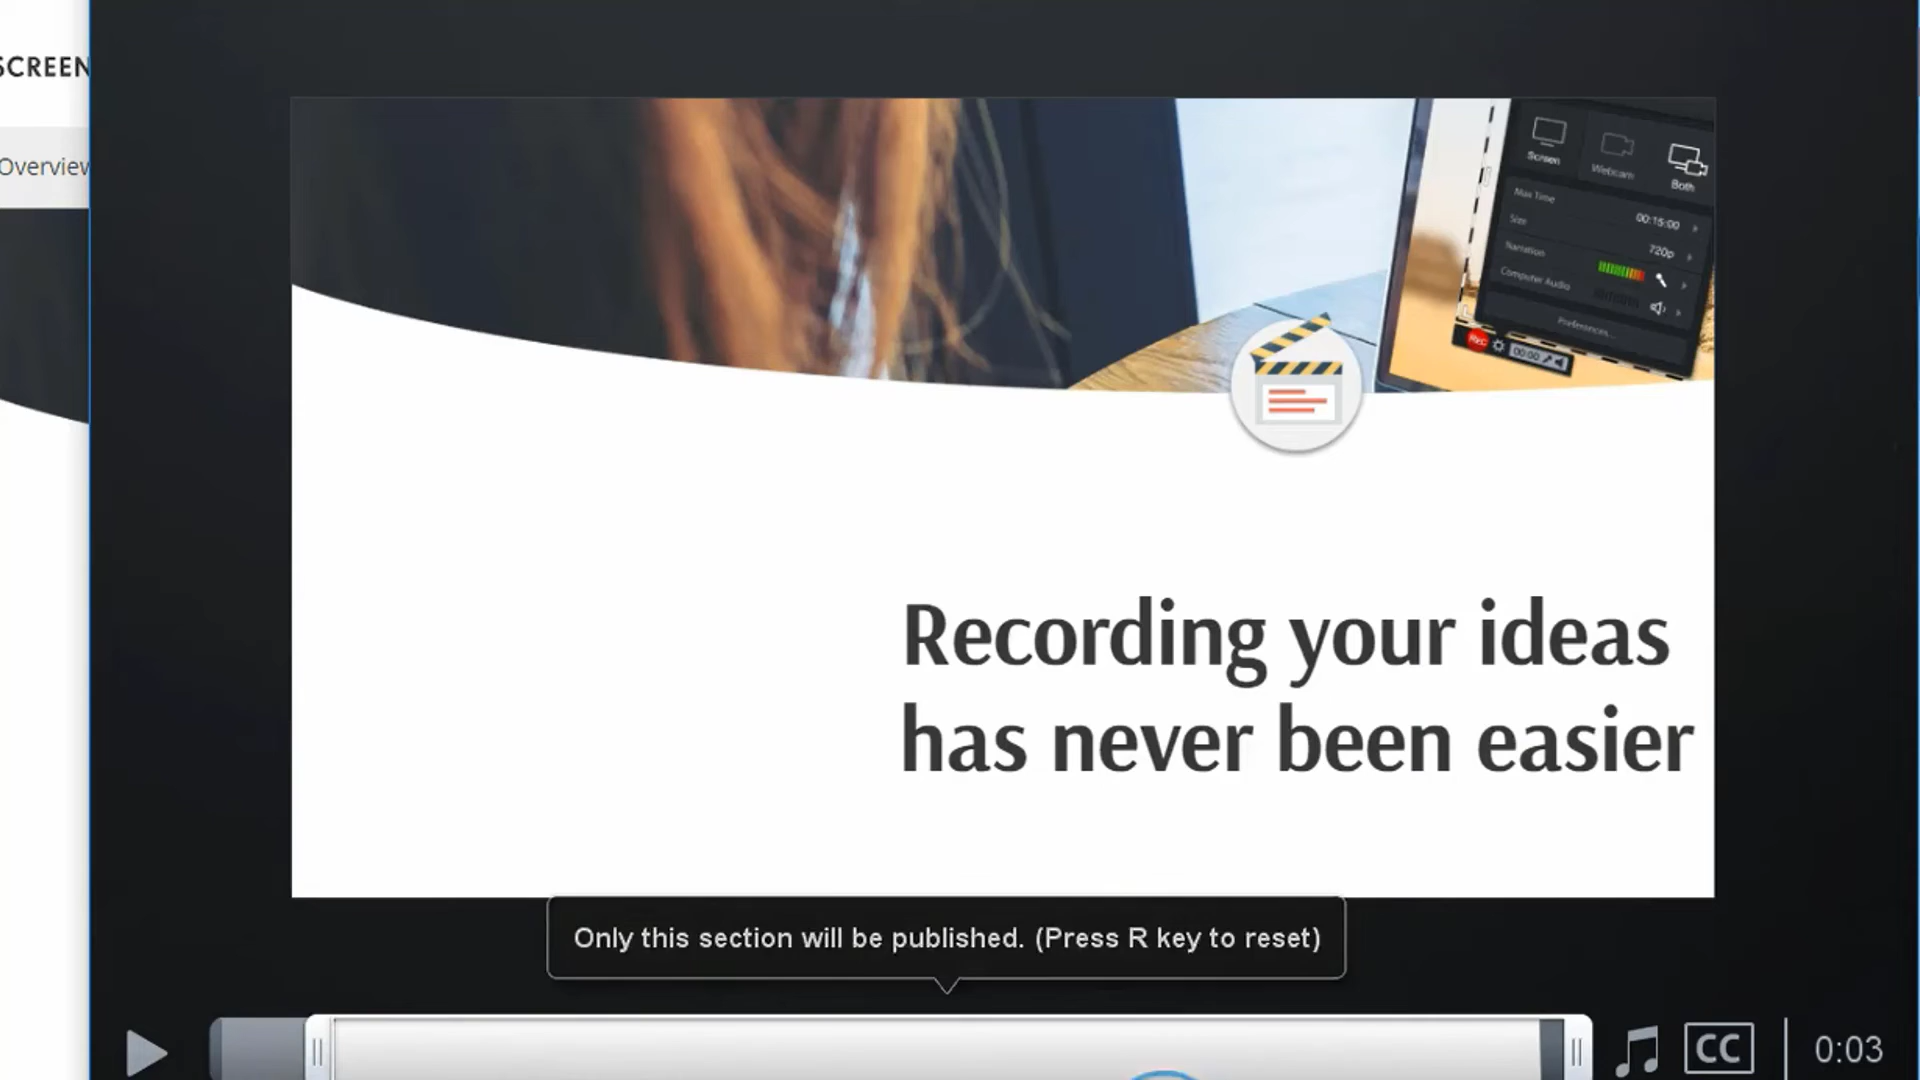 SCREEN
Overview
Screen
Webcam
Both
Max Time
00:15:00
Size
720p
Narration
Computer Audio
Preferences...
REC
00:00
Recording your ideas
has never been easier
Only this section will be published. (Press R key to reset)
CC
0:03